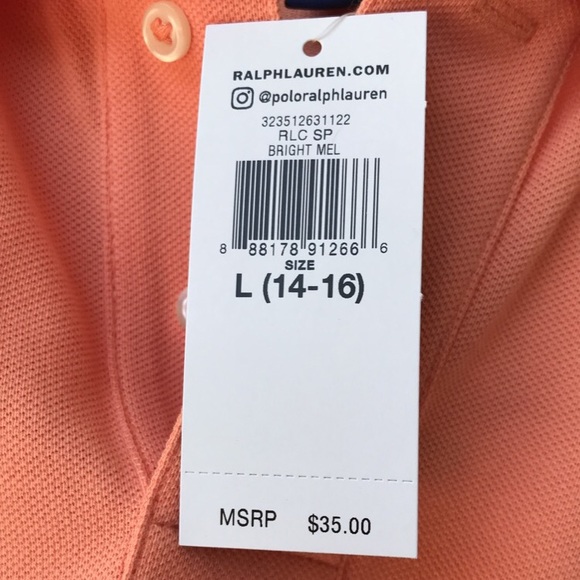 RALPHLAUREN.COM
@poloralphlauren
323512631122
RLC SP
BRIGHT MEL
8 88178 91266 6
SIZE
L (14-16)
MSRP $35.00